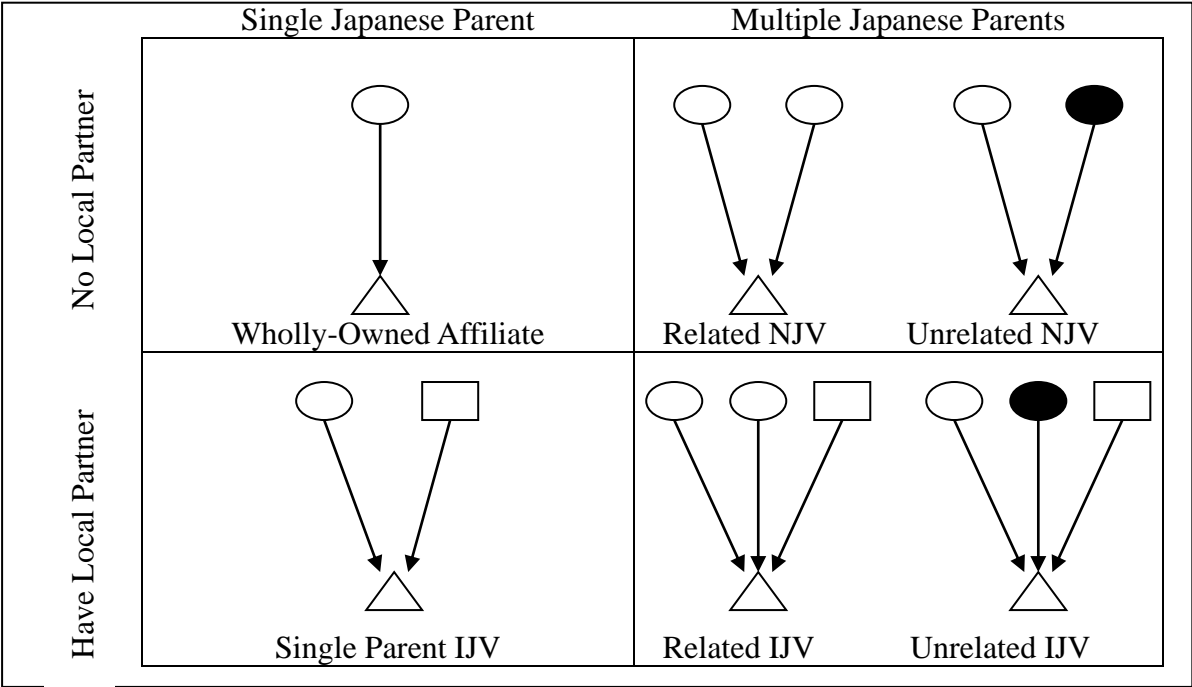 Single Japanese Parent
Multiple Japanese Parents
No Local Partner
Wholly-Owned Affiliate
Related NJV
Unrelated NJV
Have Local Partner
Single Parent IJV
Related IJV
Unrelated IJV